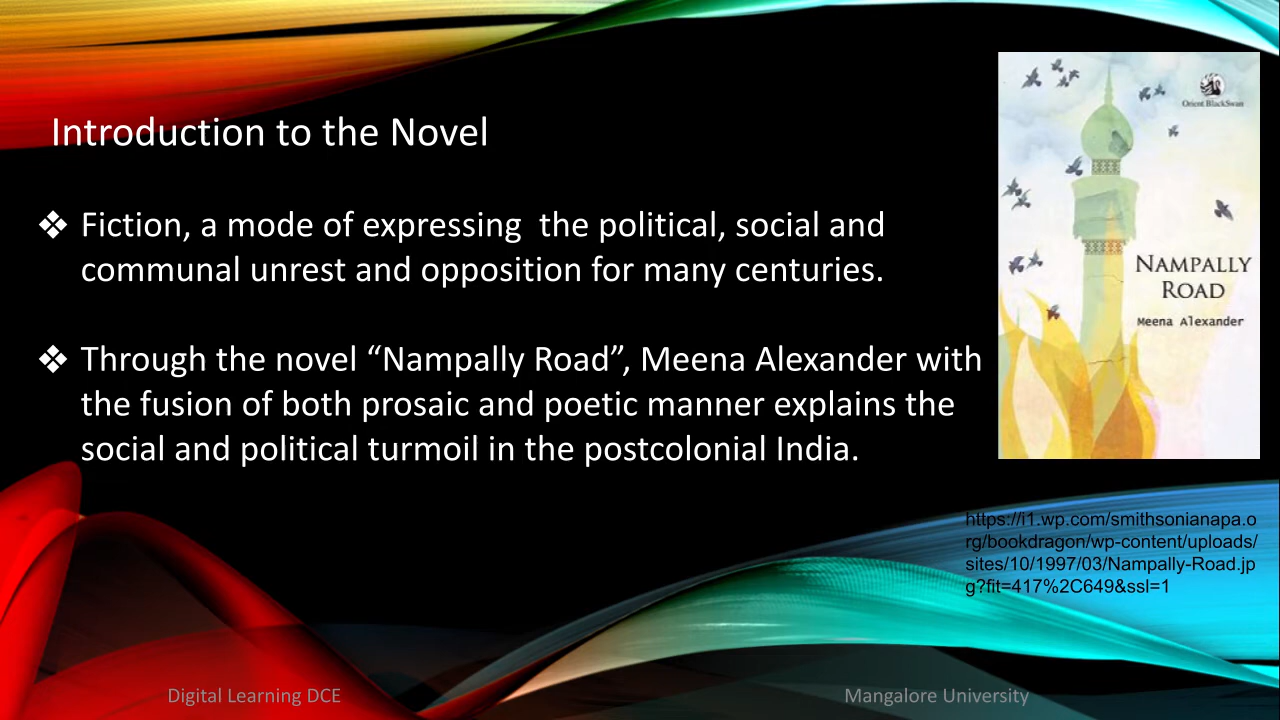 Introduction to the Novel
❖ Fiction, a mode of expressing  the political, social and
communal unrest and opposition for many centuries.
❖ Through the novel “Nampally Road”, Meena Alexander with
the fusion of both prosaic and poetic manner explains the
social and political turmoil in the postcolonial India.
Orient BlackSwan
NAMPALLY
ROAD
Meena Alexander
https://i1.wp.com/smithsonianapa.o
rg/bookdragon/wp-content/uploads/
sites/10/1997/03/Nampally-Road.jp
g?fit=417%2C649&ssl=1
Digital Learning DCE
Mangalore University